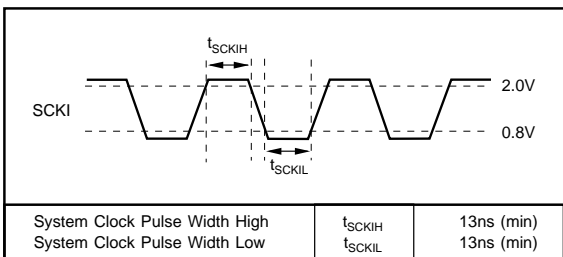 tSCKIH
2.0V
SCKI
0.8V
tSCKIL
System Clock Pulse Width High tSCKIH 13ns (min)
System Clock Pulse Width Low tSCKIL 13ns (min)